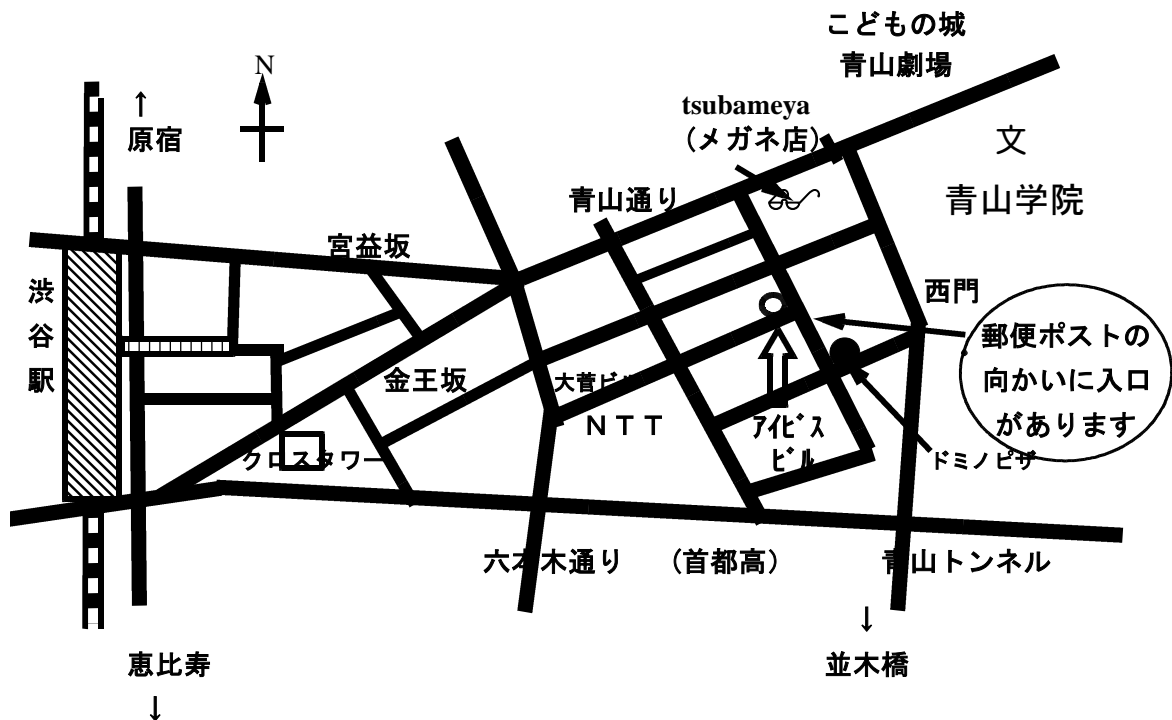 こどもの城
青山劇場
N
↑
原宿
tsubameya
(メガネ店)
文
青山学院
青山通り
宮益坂
渋谷駅
西門
郵便ポストの
向かいに入口
があります
金王坂
大菅ビル
NTT
アイビス
ビル
クロスタワー
ドミノピザ
六本木通り
(首都高)
青山トンネル
↓
並木橋
恵比寿
↓